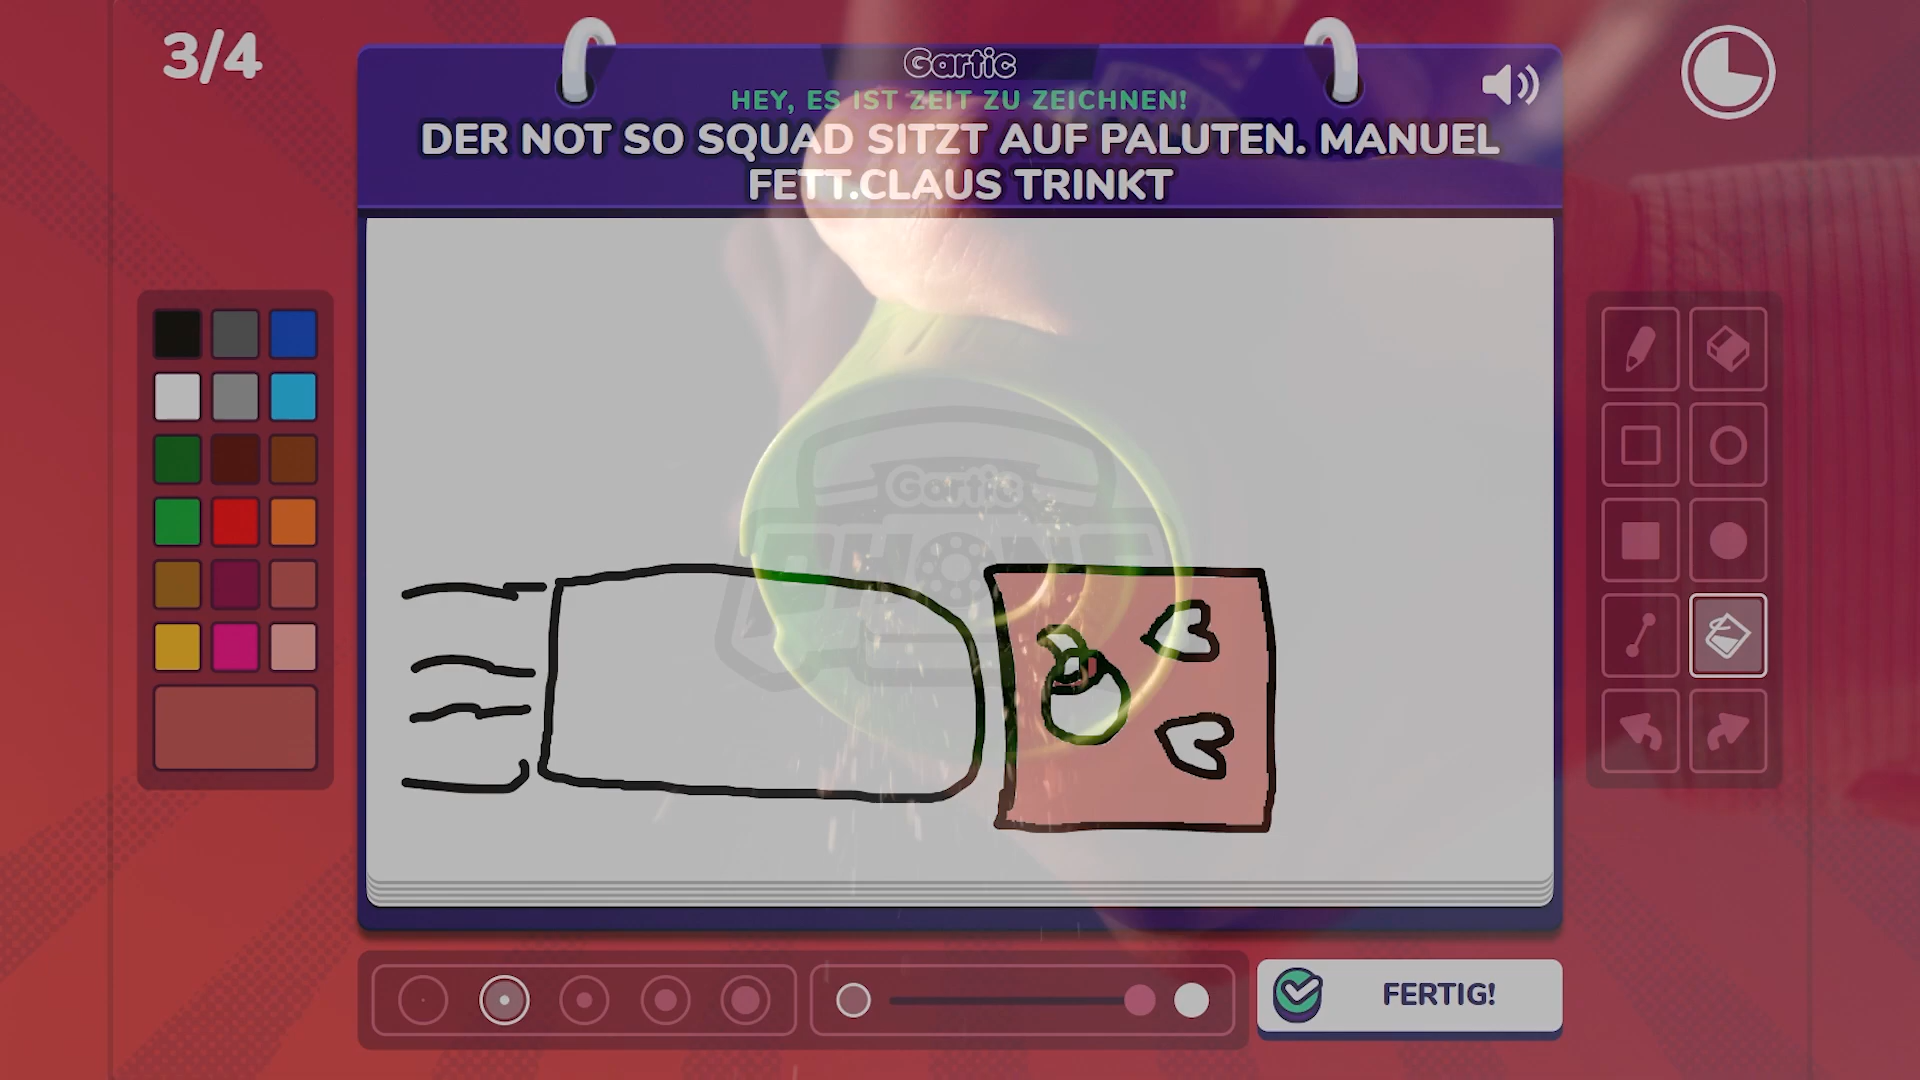 3/4
Gartic
HEY, ES IST ZEIT ZU ZEICHNEN!
DER NOT SO SQUAD SITZT AUF PALUTEN. MANUEL
FETT.CLAUS TRINKT
Gartic
PHONE
FERTIG!